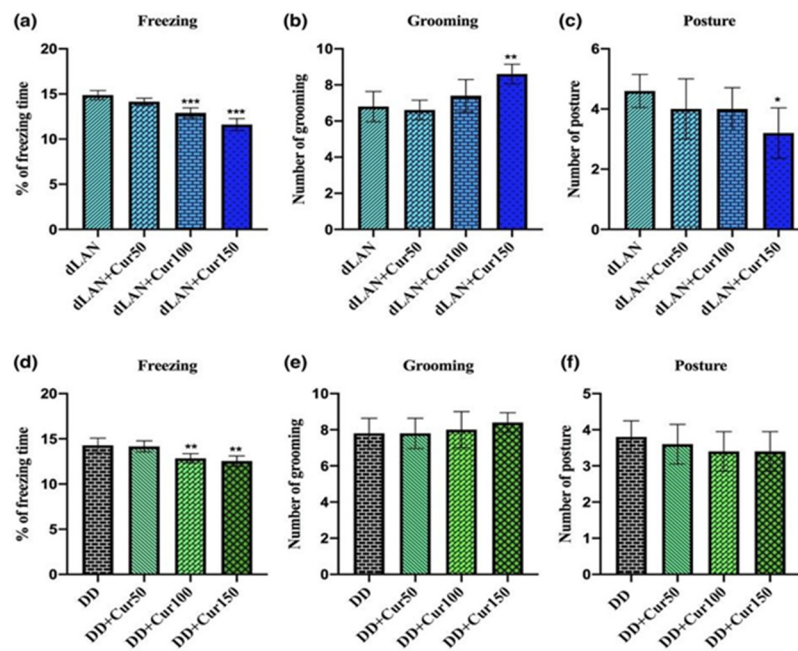 (a)
Freezing
% of freezing time
20
15
10
5
0
***
***
dLAN
dLAN+Cur50
dLAN+Cur100
dLAN+Cur150
(b)
Grooming
Number of grooming
10
8
6
4
2
0
**
dLAN
dLAN+Cur50
dLAN+Cur100
dLAN+Cur150
(c)
Posture
Number of posture
6
4
2
0
*
dLAN
dLAN+Cur50
dLAN+Cur100
dLAN+Cur150
(d)
Freezing
% of freezing time
20
15
10
5
0
**
**
DD
DD+Cur50
DD+Cur100
DD+Cur150
(e)
Grooming
Number of grooming
10
8
6
4
2
0
DD
DD+Cur50
DD+Cur100
DD+Cur150
(f)
Posture
Number of posture
5
4
3
2
1
0
DD
DD+Cur50
DD+Cur100
DD+Cur150